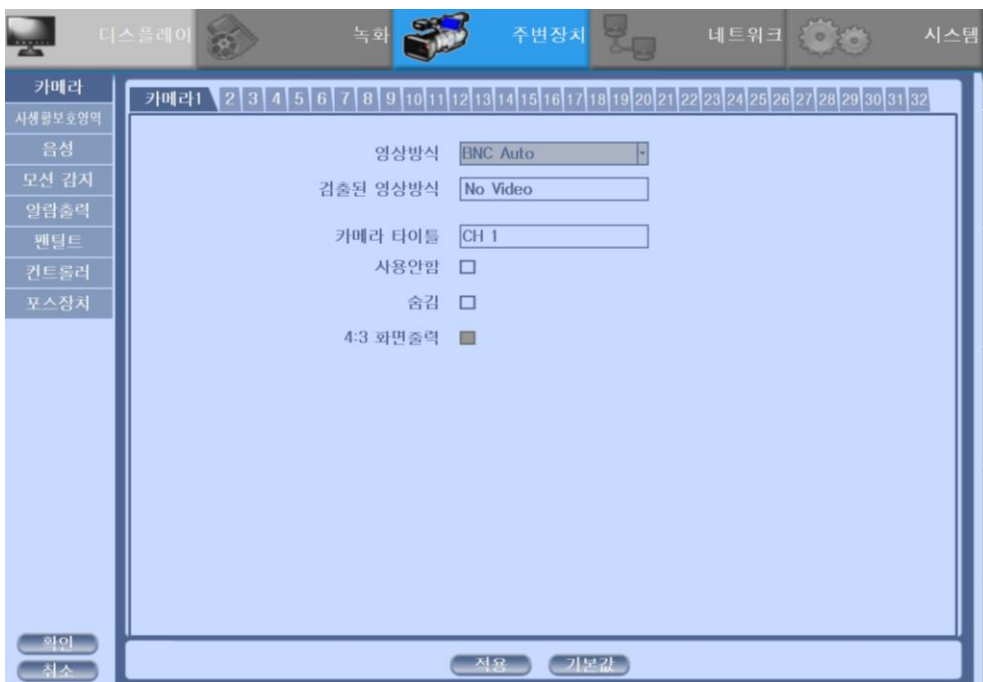 디스플레이 녹화 주변장치 네트워크 시스템
카메라
사생활보호영역
음성
모션 감지
알람출력
팬틸트
컨트롤러
포스장치
확인
취소
카메라1 2 3 4 5 6 7 8 9 10 11 12 13 14 15 16 17 18 19 20 21 22 23 24 25 26 27 28 29 30 31 32
영상방식 BNC Auto
검출된 영상방식 No Video
카메라 타이틀 CH 1
사용안함
숨김
4:3 화면출력
적용 기본값